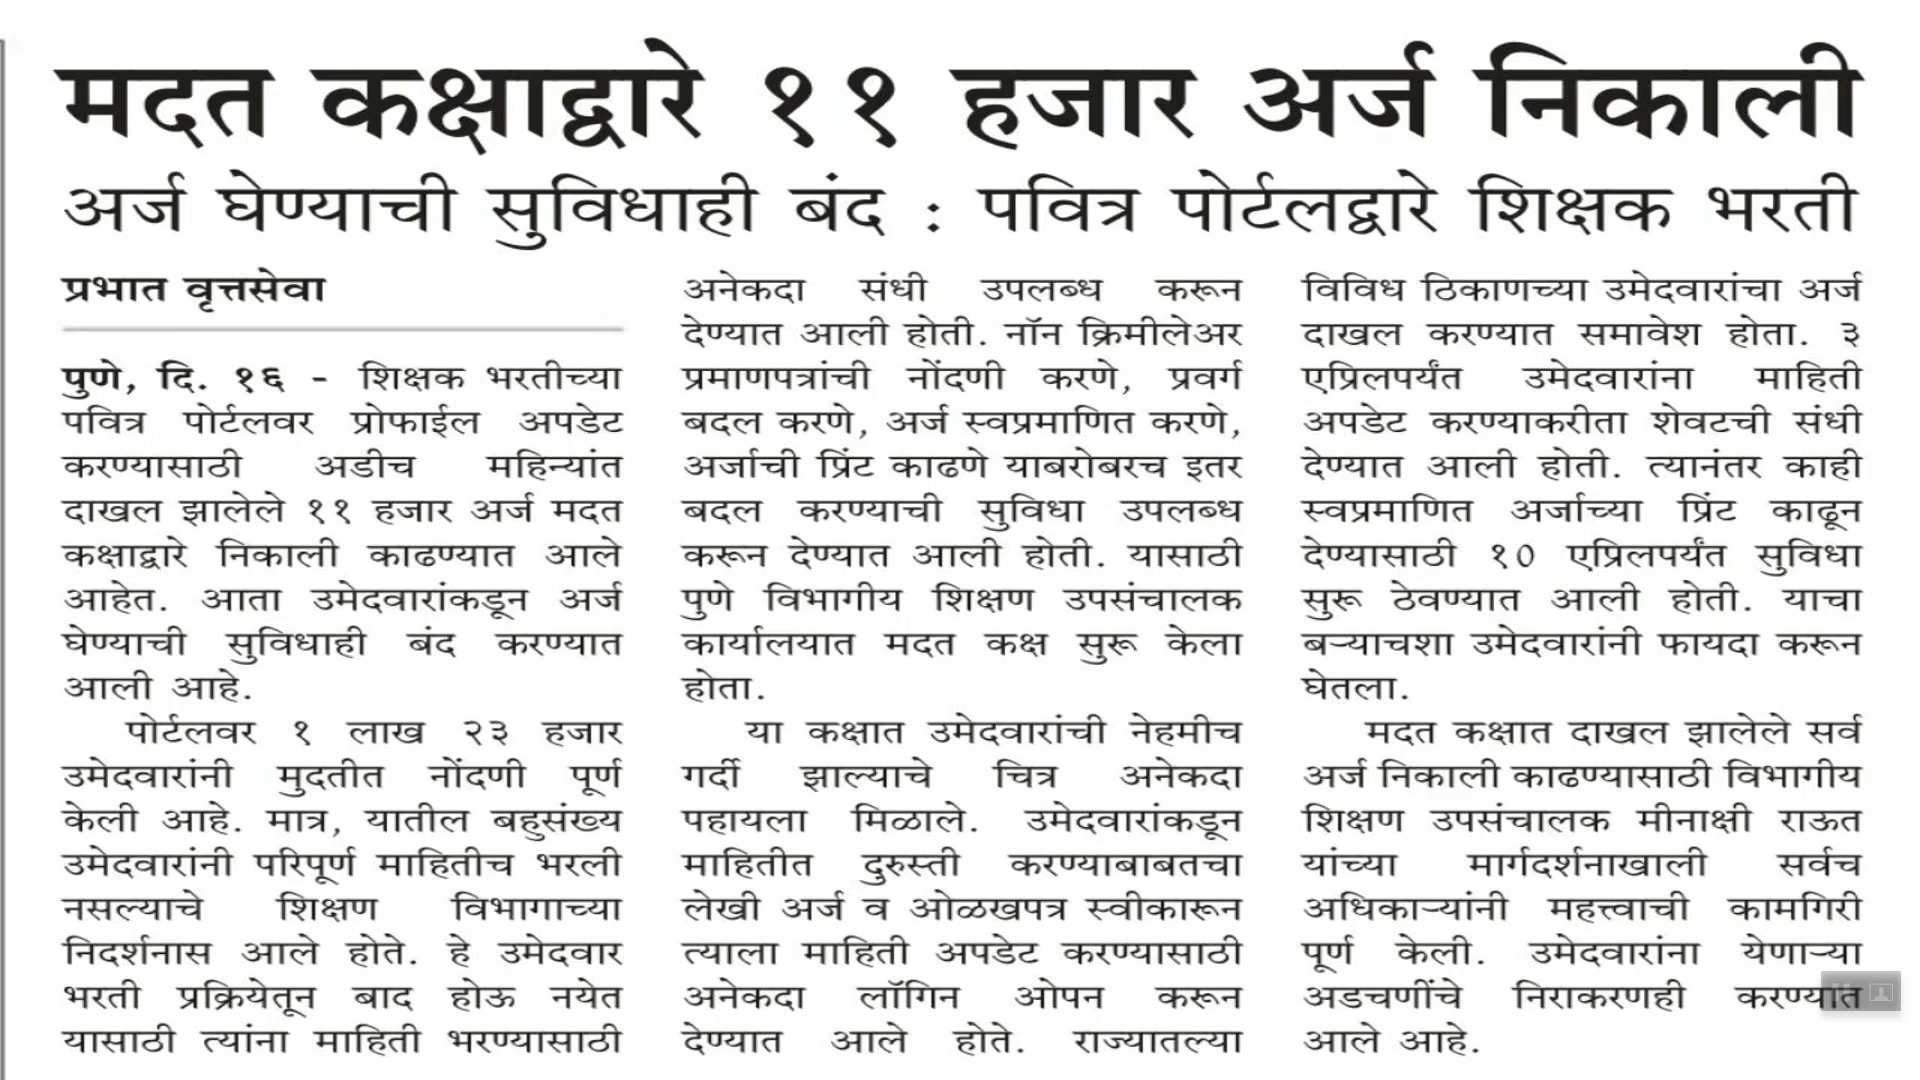 मदत कक्षाद्वारे ११ हजार अर्ज निकाली
अर्ज घेण्याची सुविधाही बंद : पवित्र पोर्टलद्वारे शिक्षक भरती
प्रभात वृत्तसेवा
पुणे, दि. १६ - शिक्षक भरतीच्या
पवित्र पोर्टलवर प्रोफाईल अपडेट
करण्यासाठी अडीच महिन्यांत
दाखल झालेले ११ हजार अर्ज मदत
कक्षाद्वारे निकाली काढण्यात आले
आहेत. आता उमेदवारांकडून अर्ज
घेण्याची सुविधाही बंद करण्यात
आली आहे.
पोर्टलवर १ लाख २३ हजार
उमेदवारांनी मुदतीत नोंदणी पूर्ण
केली आहे. मात्र, यातील बहुसंख्य
उमेदवारांनी परिपूर्ण माहितीच भरली
नसल्याचे शिक्षण विभागाच्या
निदर्शनास आले होते. हे उमेदवार
भरती प्रक्रियेतून बाद होऊ नयेत
यासाठी त्यांना माहिती भरण्यासाठी
अनेकदा संधी उपलब्ध करून
देण्यात आली होती. नॉन क्रिमीलेअर
प्रमाणपत्रांची नोंदणी करणे, प्रवर्ग
बदल करणे, अर्ज स्वप्रमाणित करणे,
अर्जाची प्रिंट काढणे याबरोबरच इतर
बदल करण्याची सुविधा उपलब्ध
करून देण्यात आली होती. यासाठी
पुणे विभागीय शिक्षण उपसंचालक
कार्यालयात मदत कक्ष सुरू केला
होता.
या कक्षात उमेदवारांची नेहमीच
गर्दी झाल्याचे चित्र अनेकदा
पहायला मिळाले. उमेदवारांकडून
माहितीत दुरुस्ती करण्याबाबतचा
लेखी अर्ज व ओळखपत्र स्वीकारून
त्याला माहिती अपडेट करण्यासाठी
अनेकदा लॉगिन ओपन करून
देण्यात आले होते. राज्यातल्या
विविध ठिकाणच्या उमेदवारांचा अर्ज
दाखल करण्यात समावेश होता. ३
एप्रिलपर्यंत उमेदवारांना माहिती
अपडेट करण्याकरीता शेवटची संधी
देण्यात आली होती. त्यानंतर काही
स्वप्रमाणित अर्जाच्या प्रिंट काढून
देण्यासाठी १० एप्रिलपर्यंत सुविधा
सुरू ठेवण्यात आली होती. याचा
बऱ्याचशा उमेदवारांनी फायदा करून
घेतला.
मदत कक्षात दाखल झालेले सर्व
अर्ज निकाली काढण्यासाठी विभागीय
शिक्षण उपसंचालक मीनाक्षी राऊत
यांच्या मार्गदर्शनाखाली सर्वच
अधिकाऱ्यांनी महत्त्वाची कामगिरी
पूर्ण केली. उमेदवारांना येणाऱ्या
अडचणींचे निराकरणही करण्यात
आले आहे.